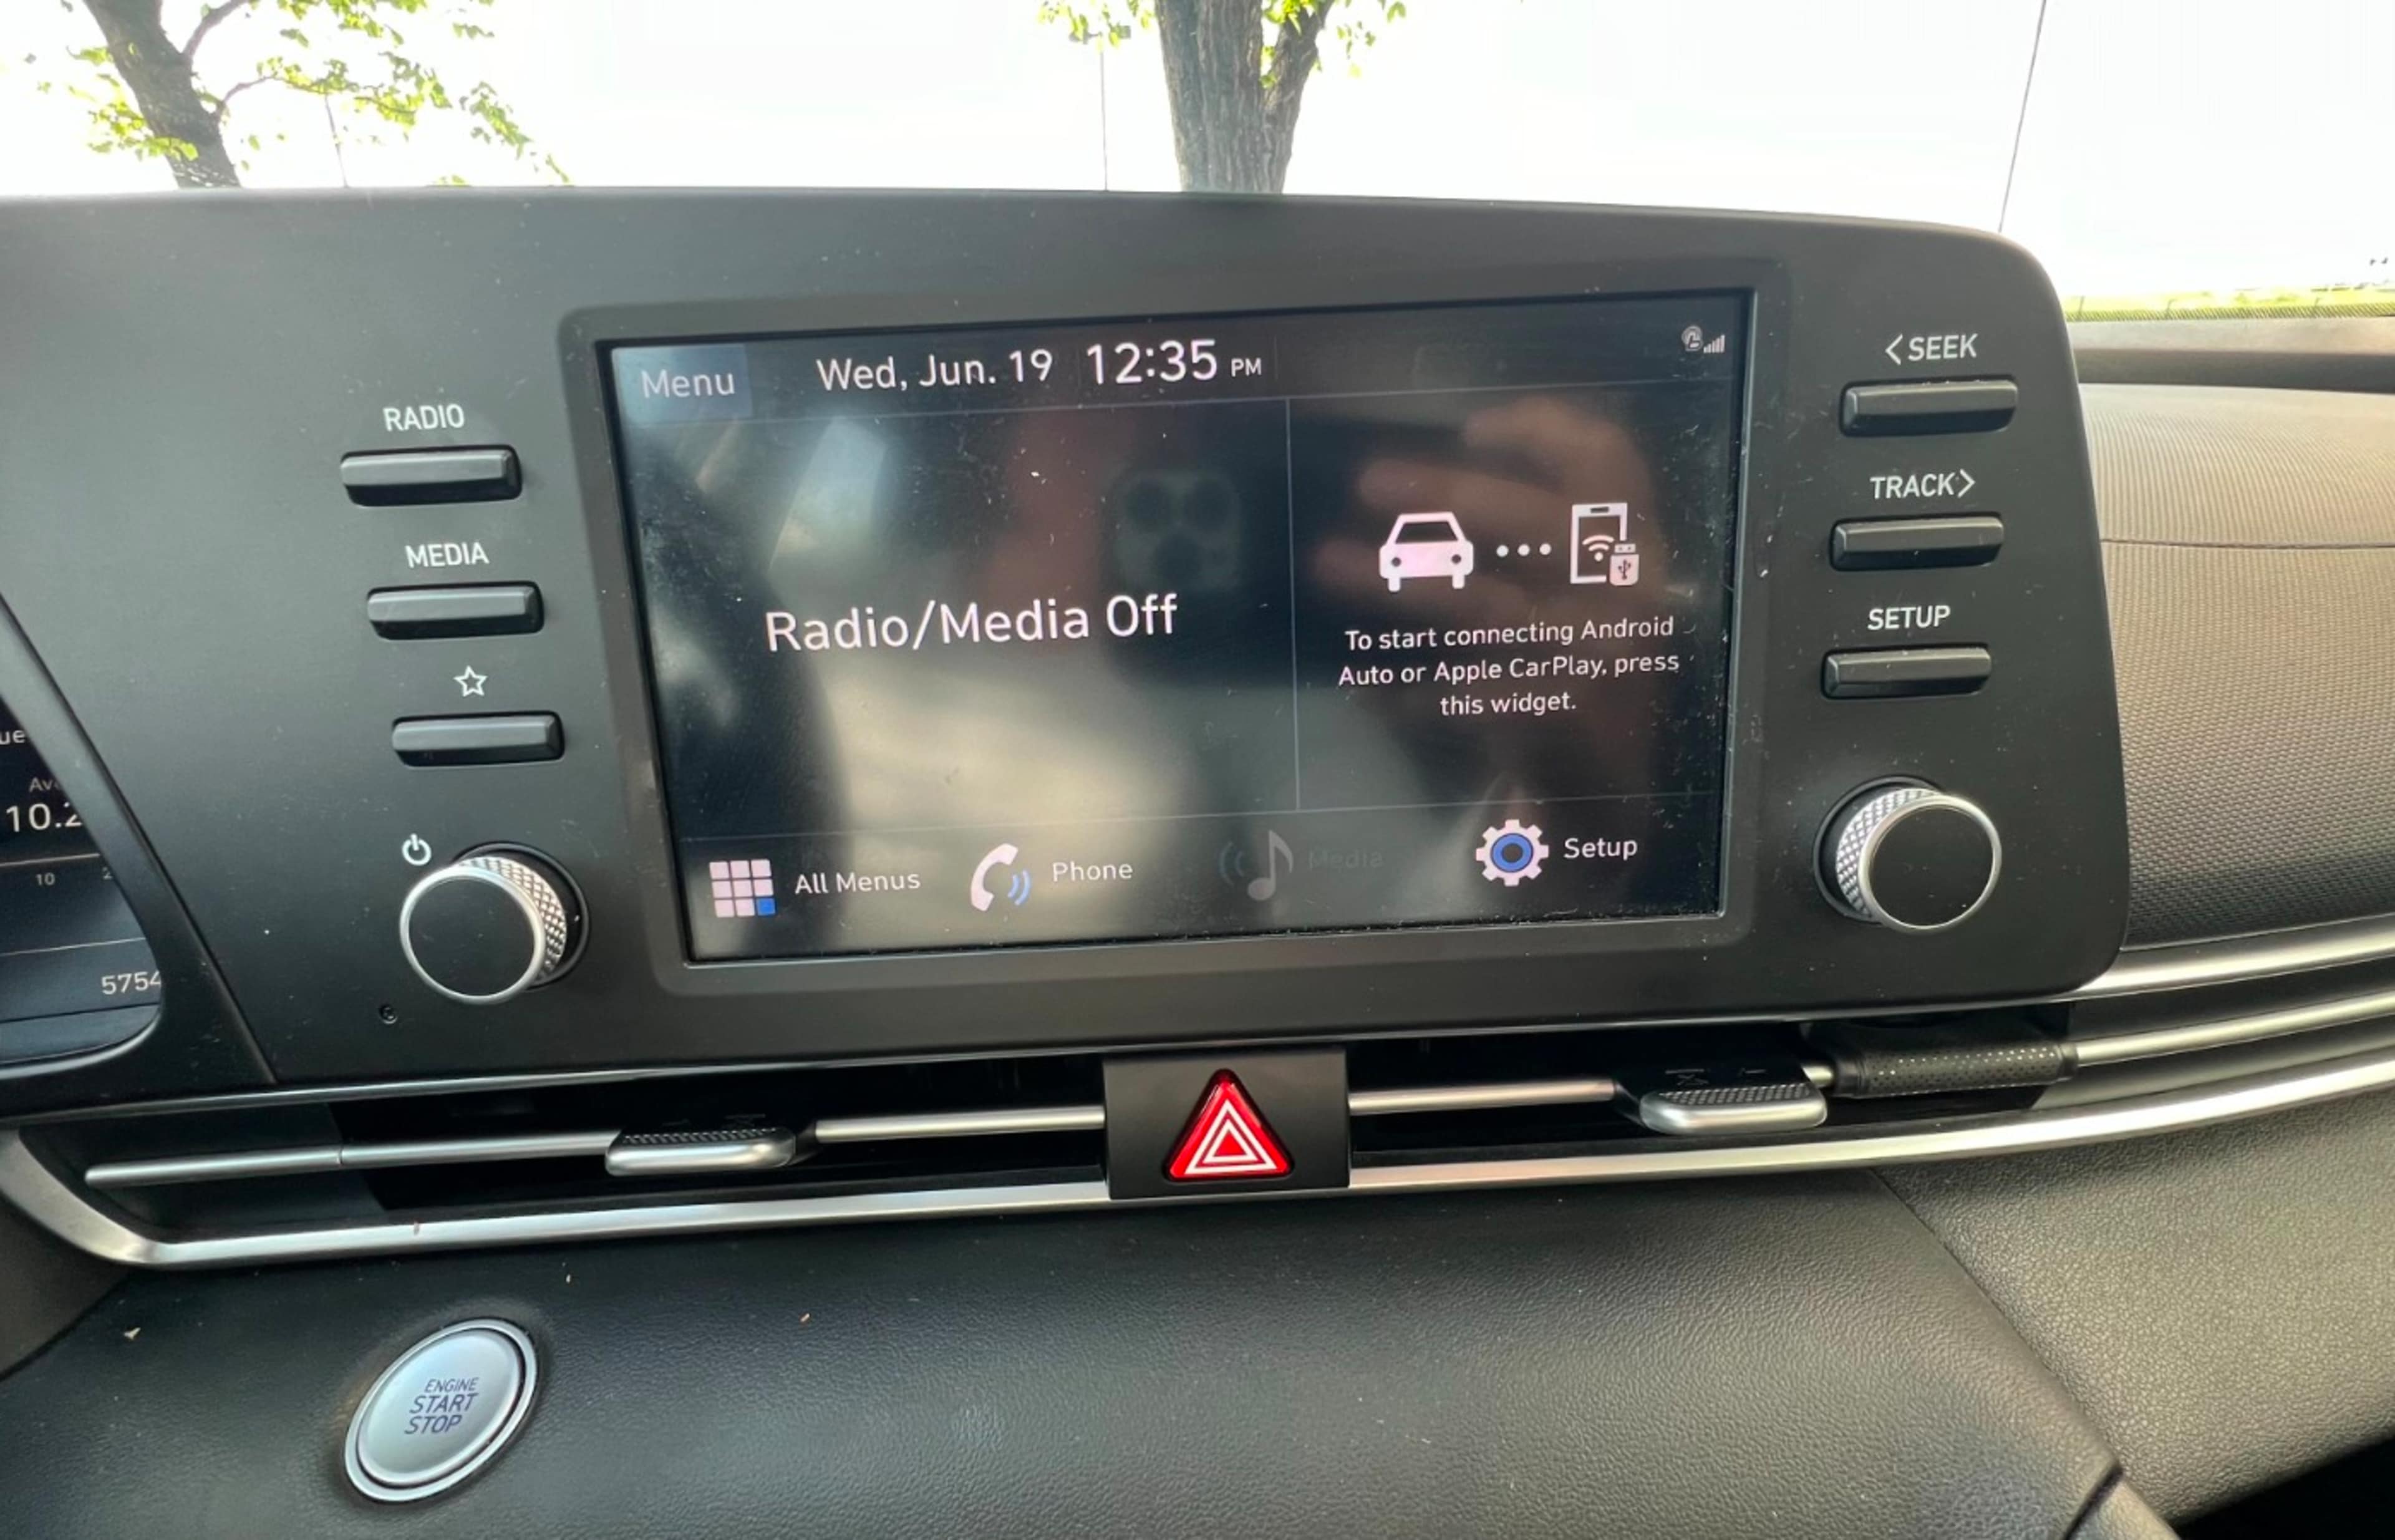 Menu
Wed, Jun. 19 12:35 PM
RADIO
MEDIA
Radio/Media Off
To start connecting Android
Auto or Apple CarPlay, press
this widget.
All Menus
Phone
Media
Setup
<SEEK
TRACK>
SETUP
10.2
10
5754
ENGINE
START
STOP